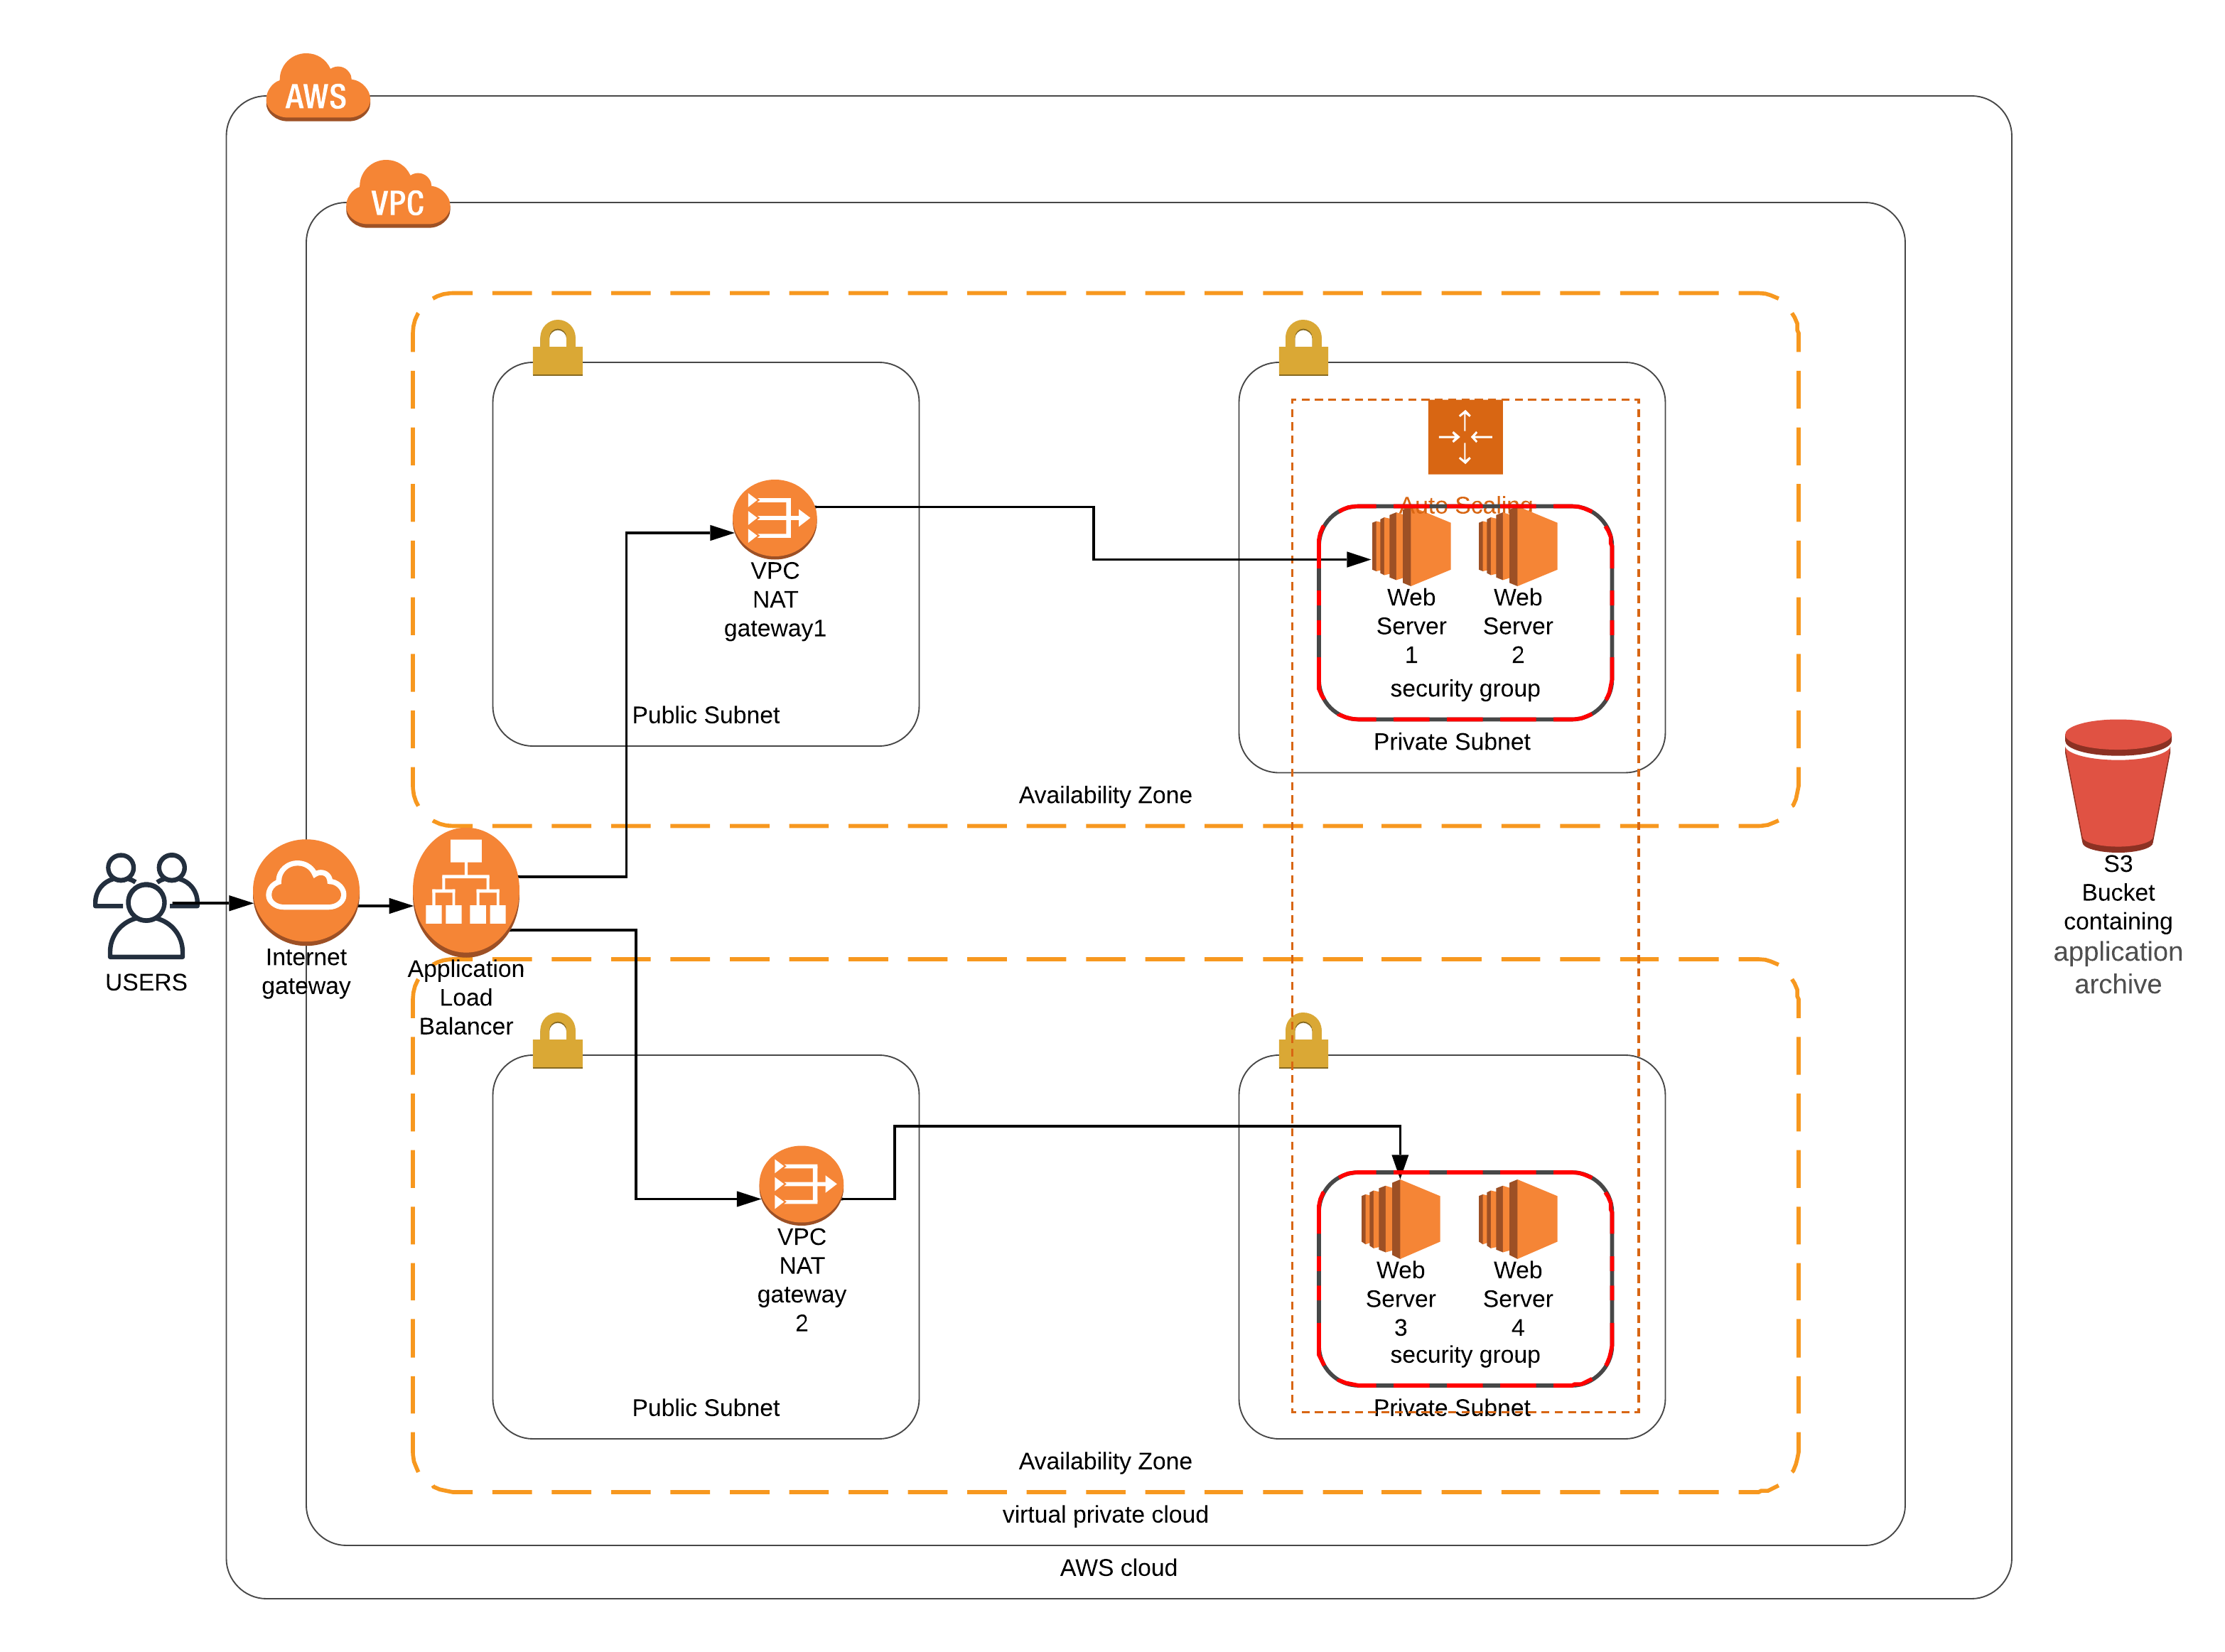 AWS
VPC
Auto Scaling
VPC
NAT
gateway1
Web
Server
1
Web
Server
2
security group
Public Subnet
Private Subnet
Availability Zone
USERS
Internet
gateway
Application
Load
Balancer
S3
Bucket
containing
application
archive
VPC
NAT
gateway
2
Web
Server
3
Web
Server
4
security group
Public Subnet
Private Subnet
Availability Zone
virtual private cloud
AWS cloud